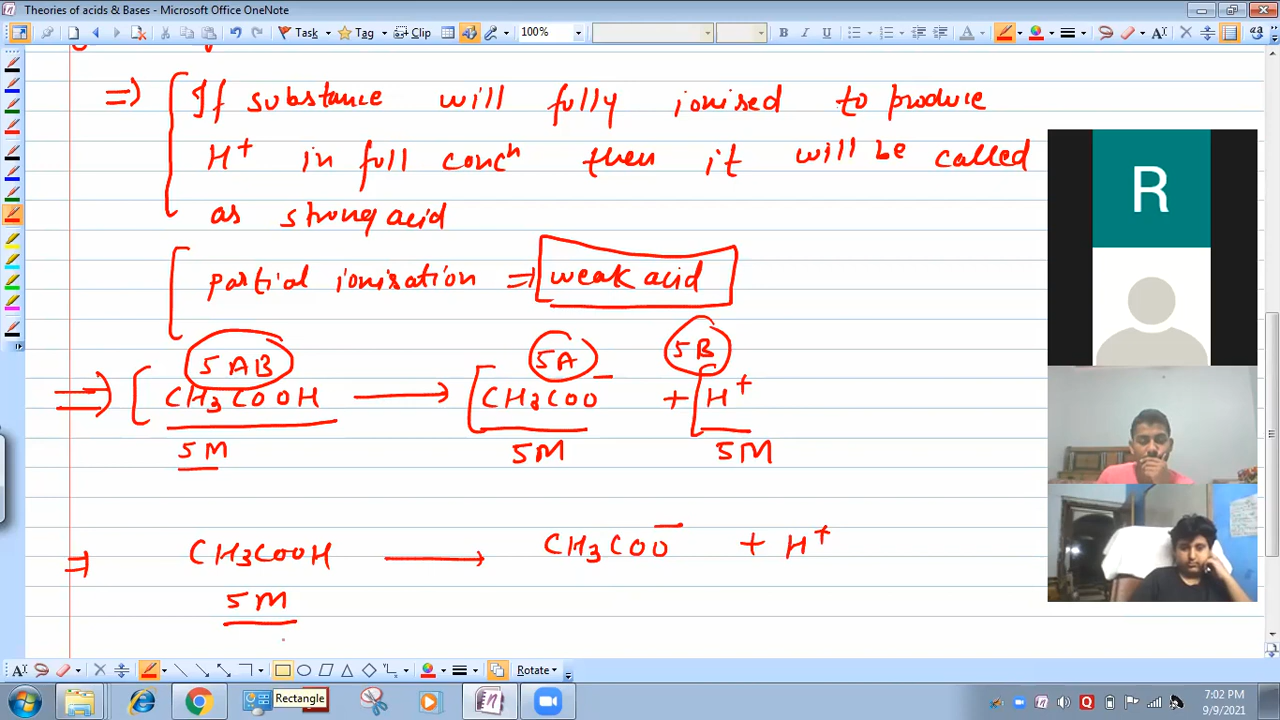 Theories of acids & Bases - Microsoft Office OneNote
Task Tag Clip 100% B I U
=> If substance will fully ionised to produce
H+ in full concn then it will be called
as strong acid
partial ionisation => weak acid
5AB 5A 5B
=> [CH3COOH ⟶ [CH3COO⁻ + [H+
5M 5M 5M
=> CH3COOH ⟶ CH3COO⁻ + H+
5M
R
Rotate
Rectangle
7:02 PM
9/9/2021